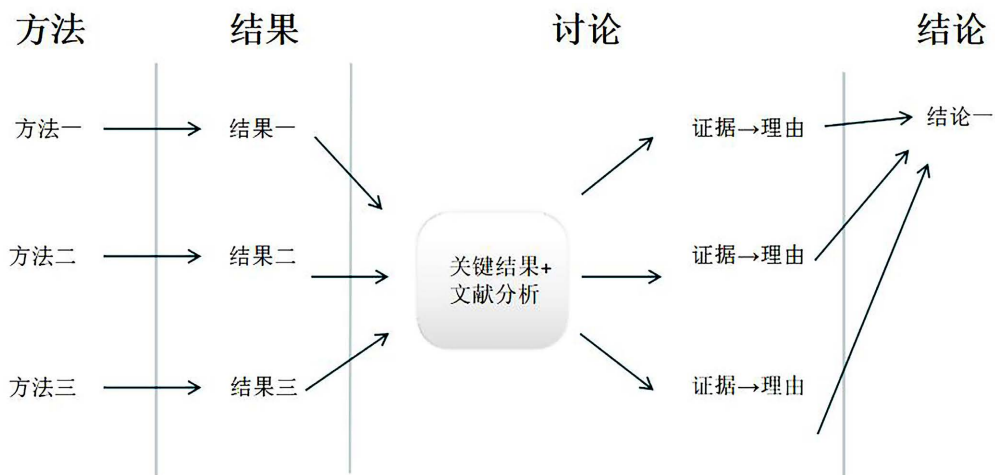 方法 结果 讨论 结论
方法一 结果一 证据→理由 结论一
方法二 结果二 证据→理由
关键结果+
文献分析
方法三 结果三 证据→理由